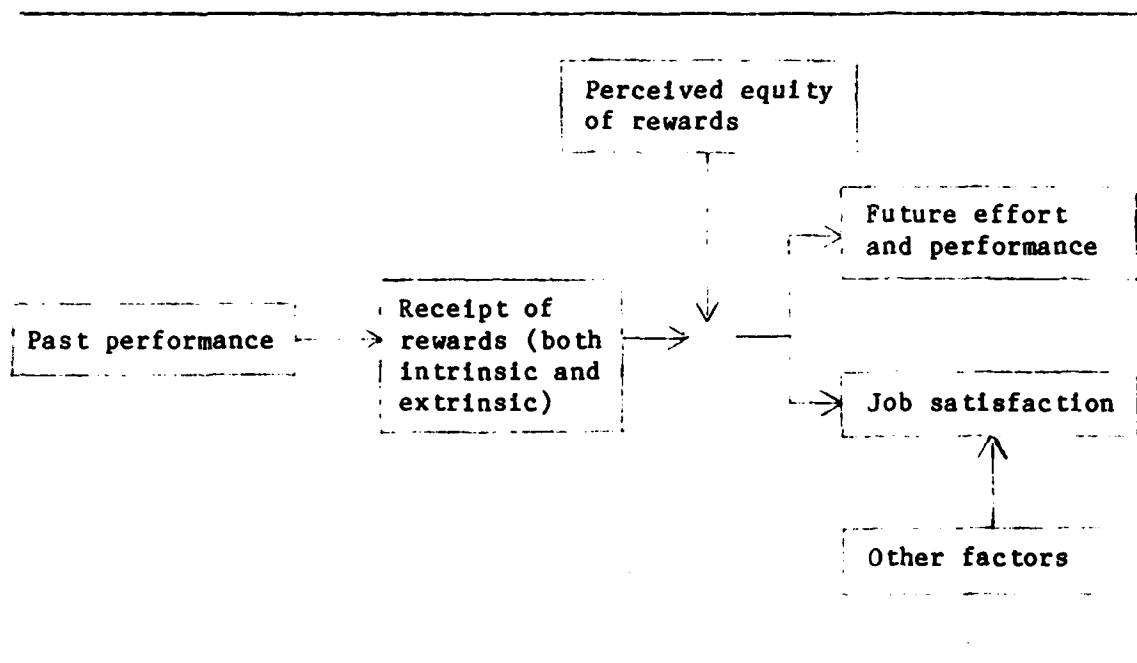 Perceived equity
of rewards
Future effort
and performance
Past performance
Receipt of
rewards (both
intrinsic and
extrinsic)
Job satisfaction
Other factors